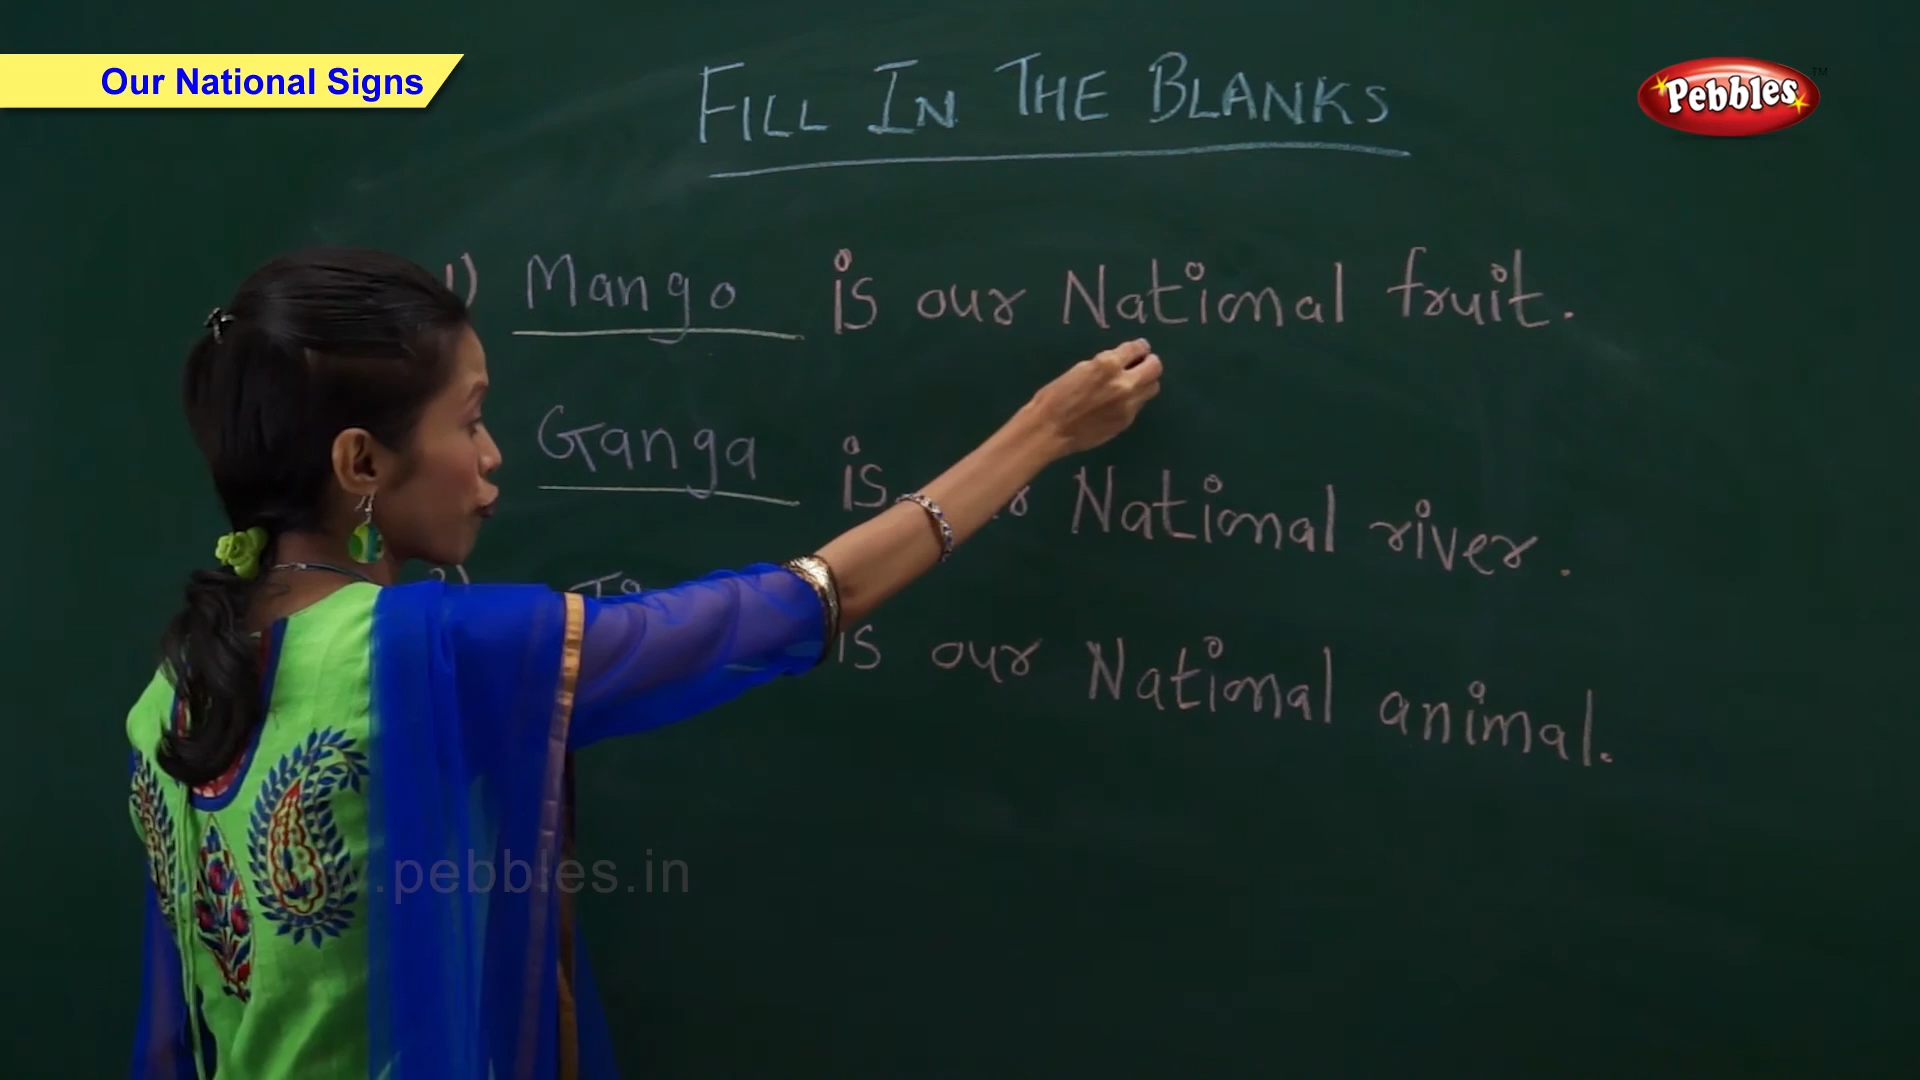 Our National Signs
Pebbles™
FILL IN THE BLANKS
1) Mango is our National fruit.
Ganga is National river.
is our National animal.
.pebbles.in